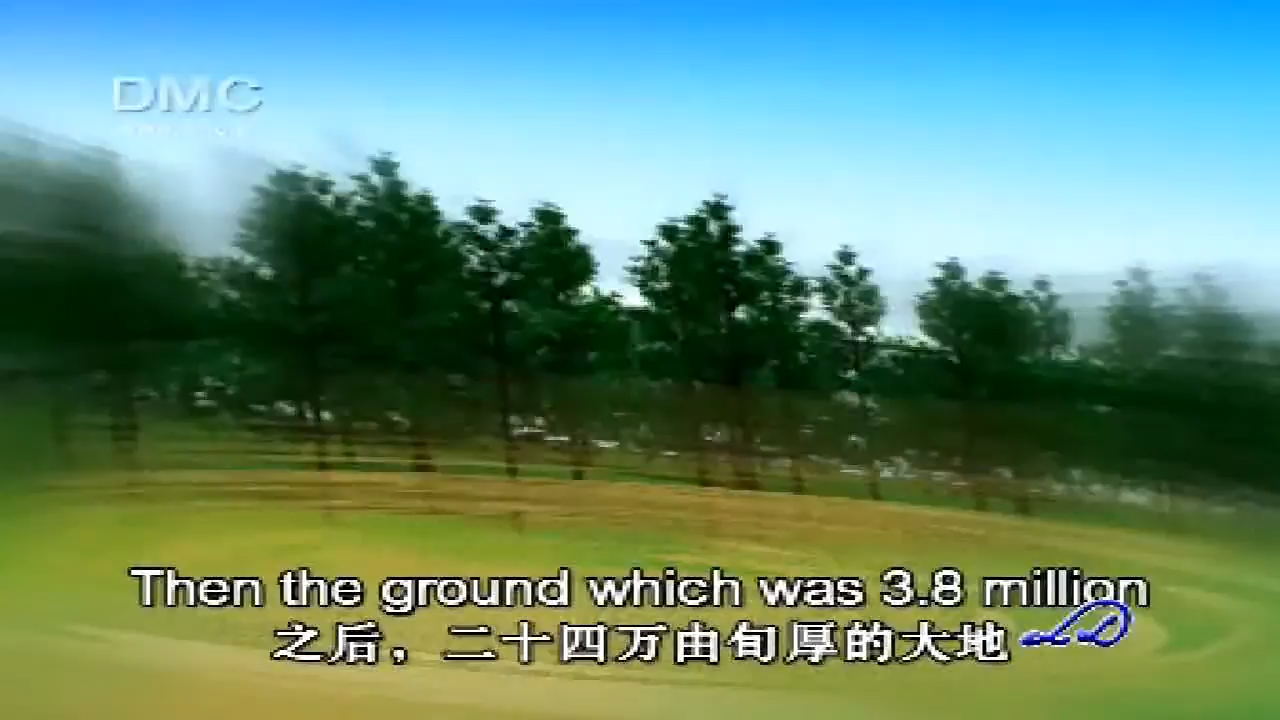 DMC
Then the ground which was 3.8 million
之后，二十四万由旬厚的大地